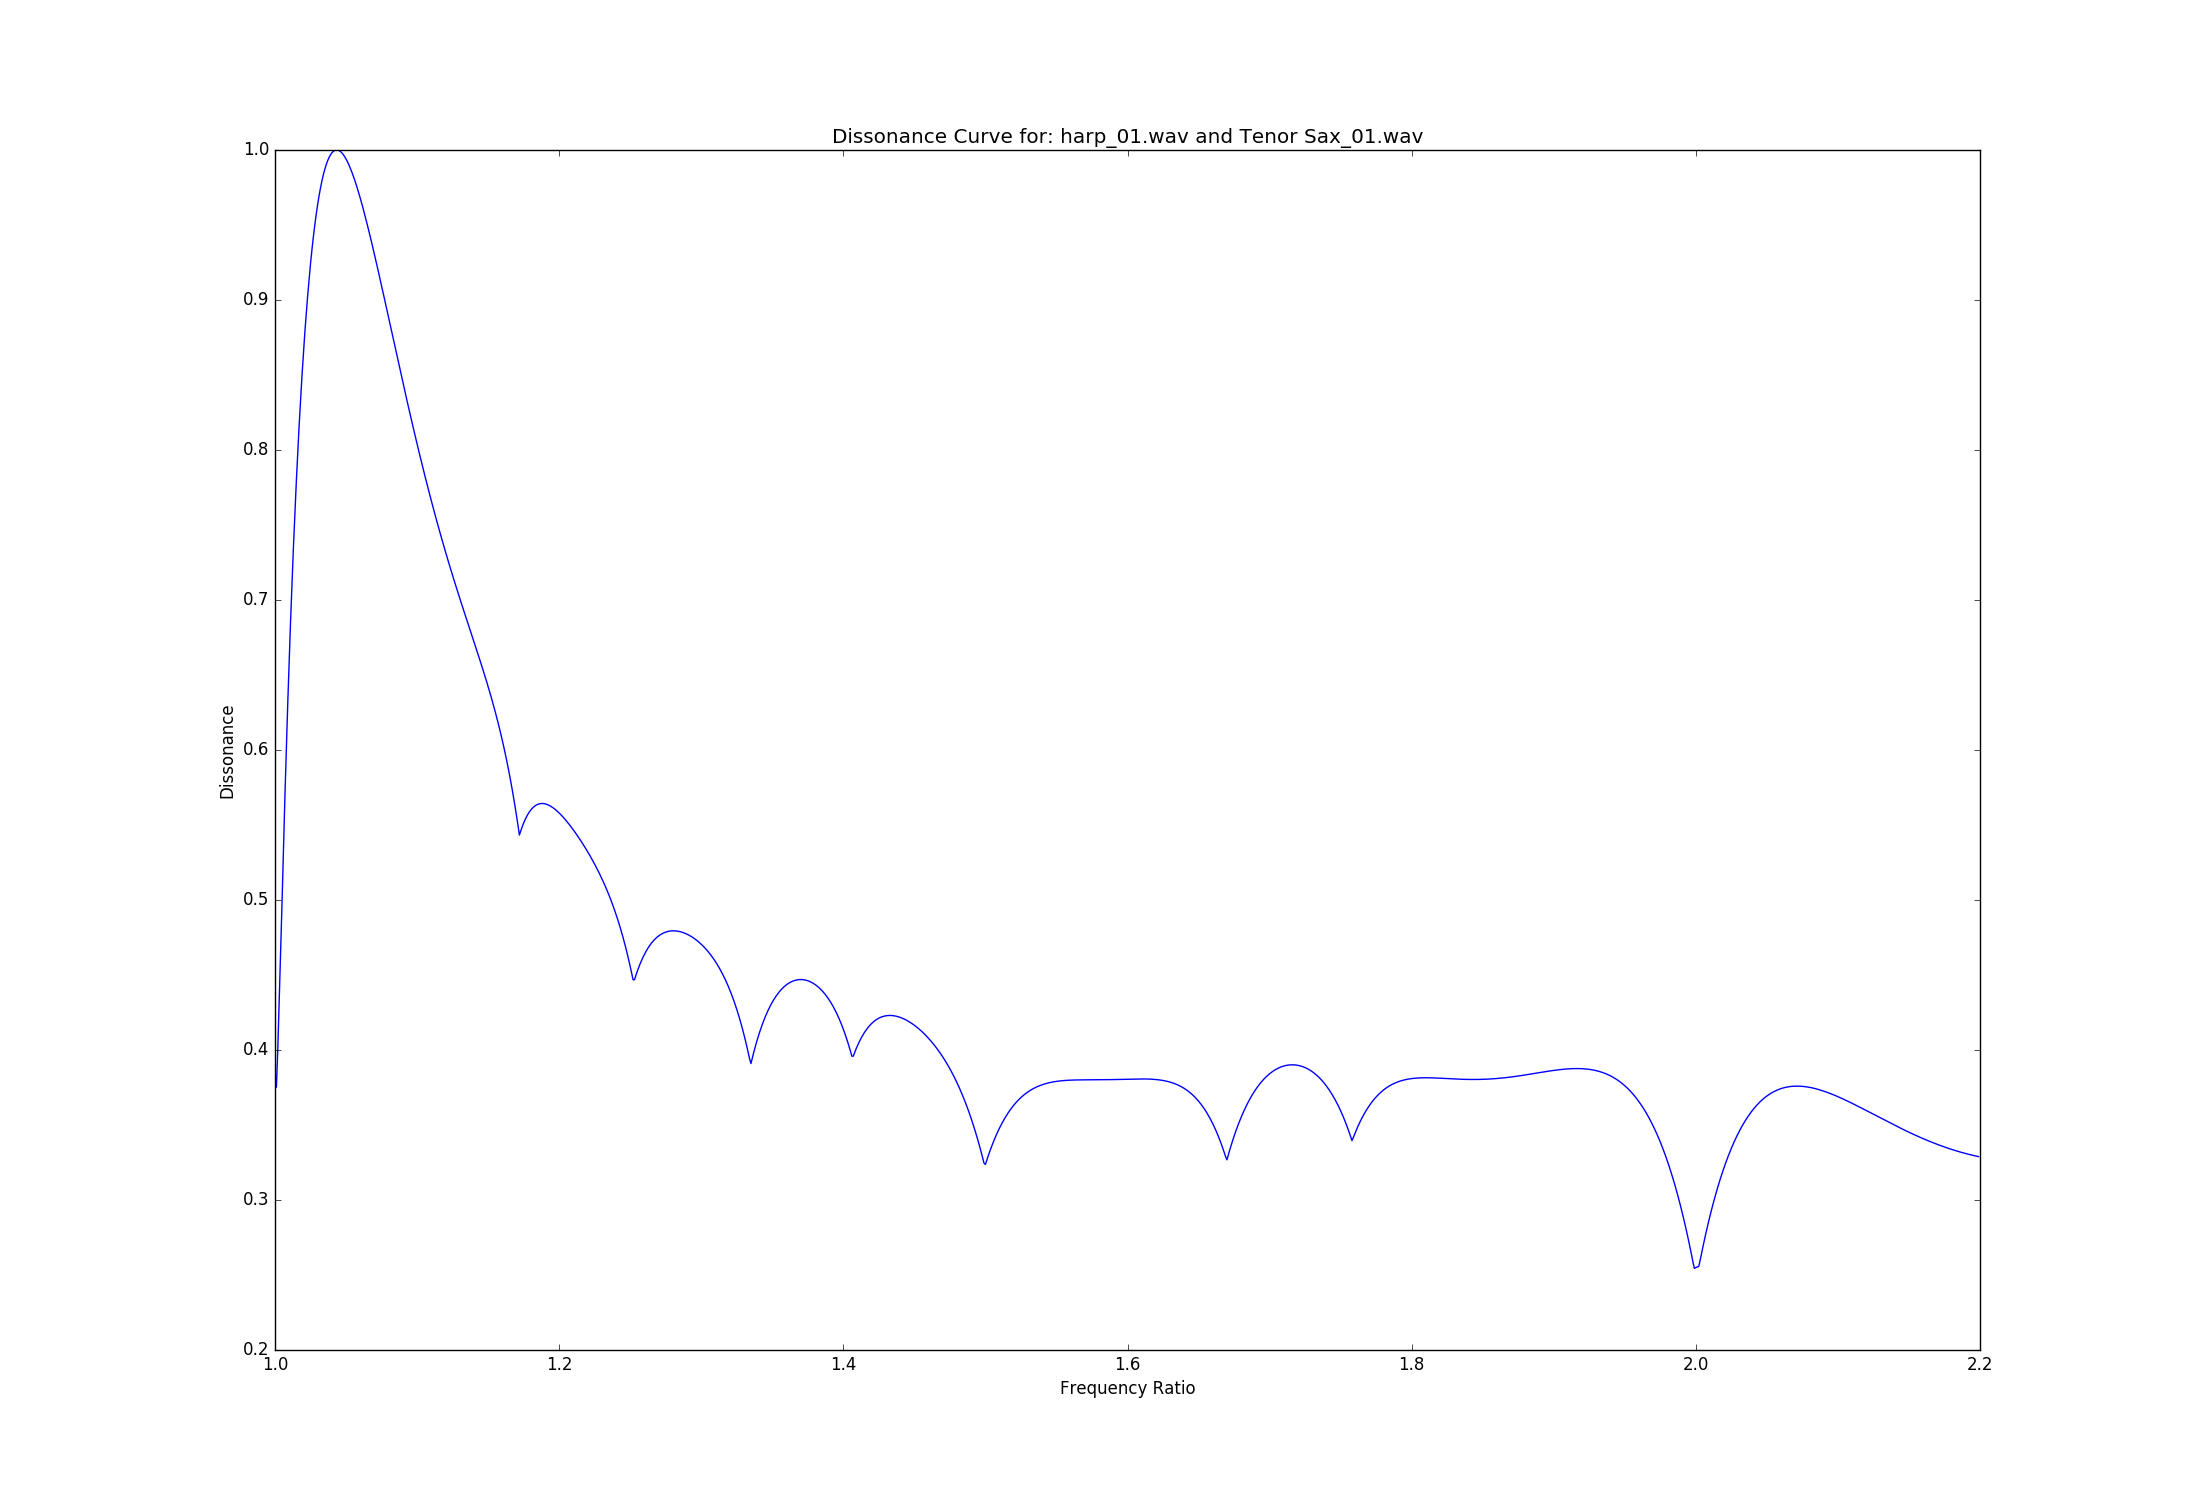 Dissonance Curve for: harp_01.wav and Tenor Sax_01.wav
1.0
0.9
0.8
0.7
0.6
0.5
0.4
0.3
0.2
Dissonance
1.0 1.2 1.4 1.6 1.8 2.0 2.2
Frequency Ratio